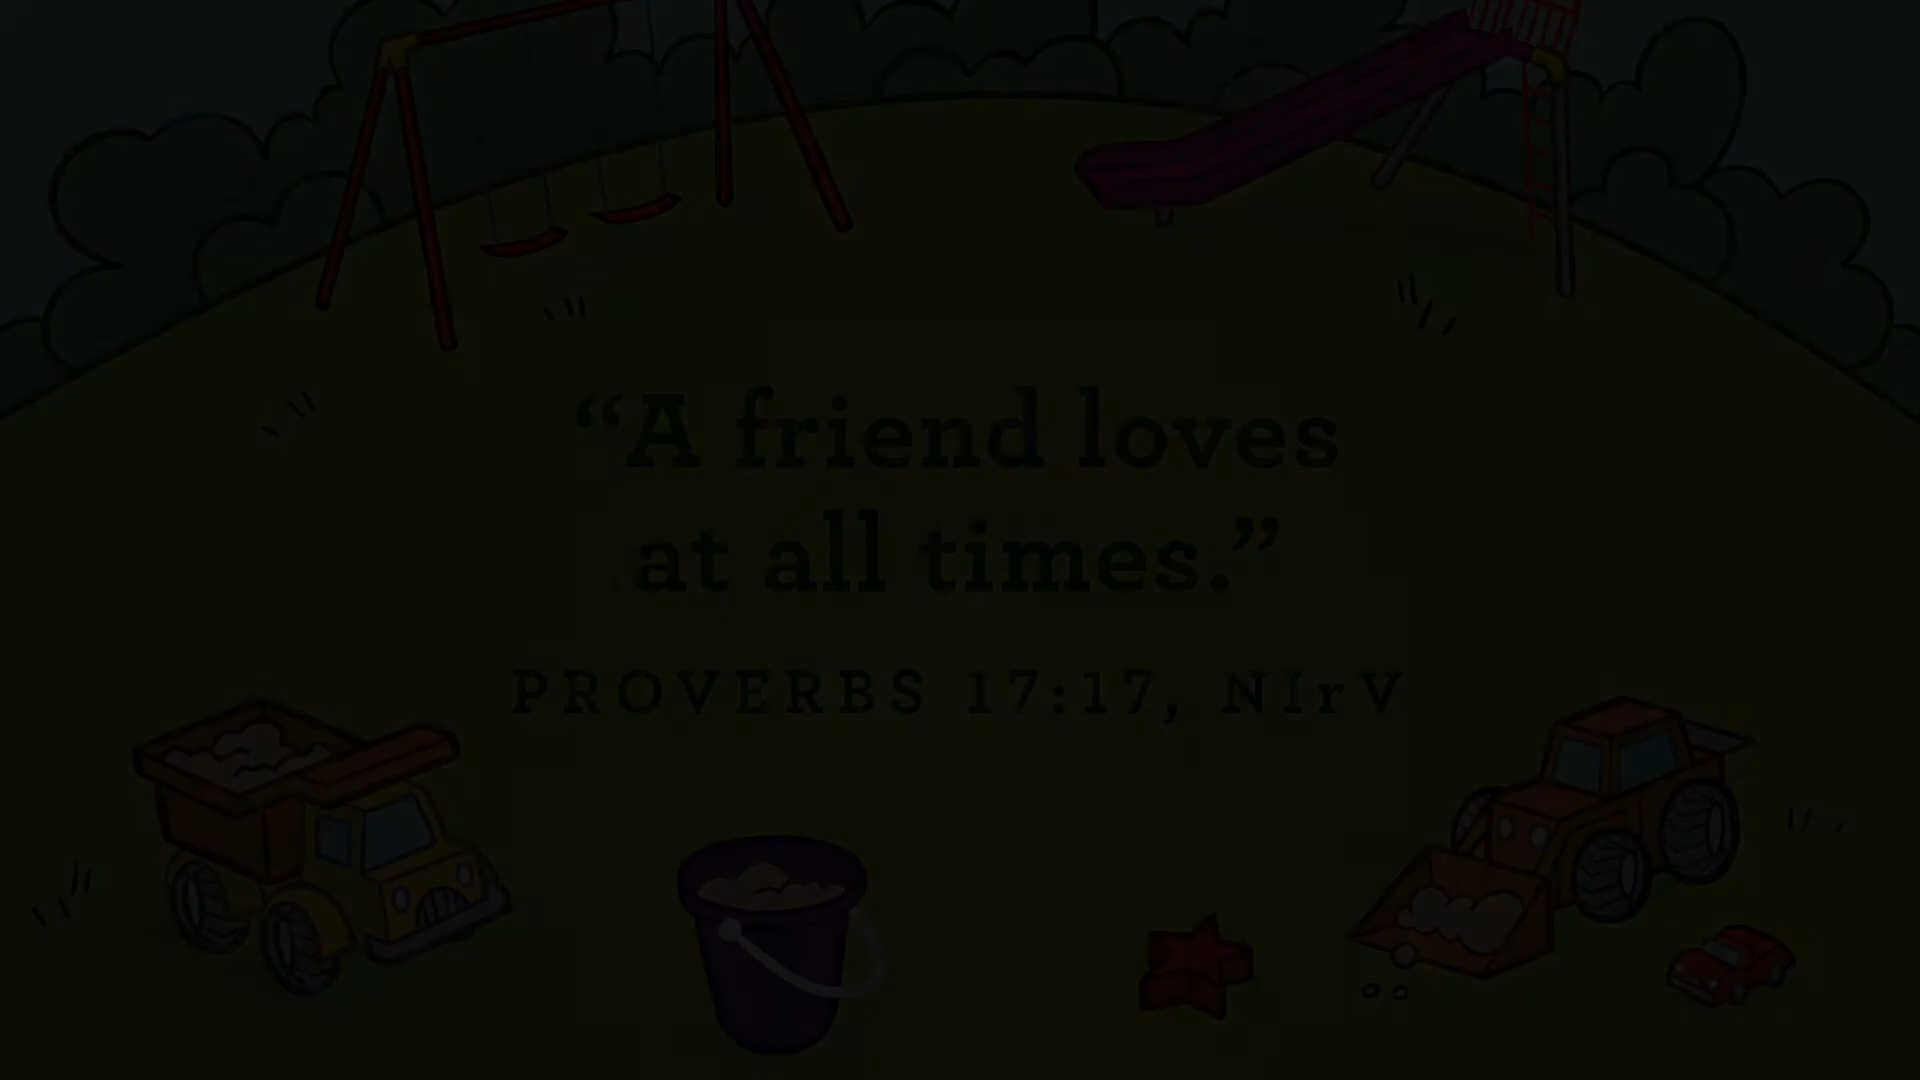 “A friend loves
at all times.”
PROVERBS 17:17, NIrV